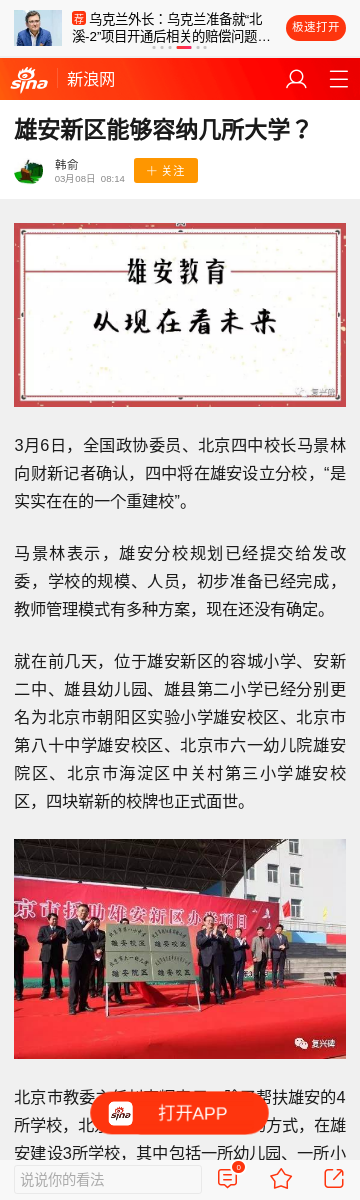 荐 乌克兰外长：乌克兰准备就“北
溪-2”项目开通后相关的赔偿问题…
极速打开
sina 新浪网
雄安新区能够容纳几所大学？
韩俞
03月08日 08:14
＋关注
雄安教育
从现在看未来
复兴碑
3月6日，全国政协委员、北京四中校长马景林
向财新记者确认，四中将在雄安设立分校，“是
实实在在的一个重建校”。
马景林表示，雄安分校规划已经提交给发改
委，学校的规模、人员，初步准备已经完成，
教师管理模式有多种方案，现在还没有确定。
就在前几天，位于雄安新区的容城小学、安新
二中、雄县幼儿园、雄县第二小学已经分别更
名为北京市朝阳区实验小学雄安校区、北京市
第八十中学雄安校区、北京市六一幼儿院雄安
院区、北京市海淀区中关村第三小学雄安校
区，四块崭新的校牌也正式面世。
京市援助雄安新区办学项目
雄安校区
雄安校区
雄安院区
雄安校区
复兴碑
北京市教委
帮扶雄安的4
所学校，北
方式，在雄
sina 打开APP
安建设3所学校，其中包括一所幼儿园、一所小
说说你的看法
0